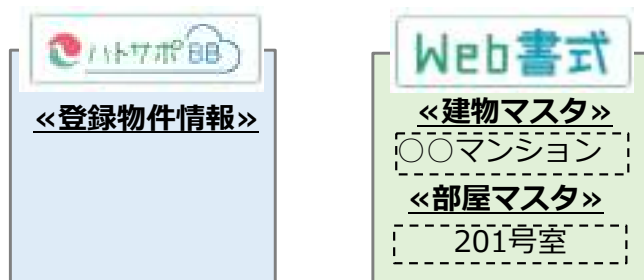 ハトサポBB
≪登録物件情報≫
Web書式
≪建物マスタ≫
○○マンション
≪部屋マスタ≫
201号室